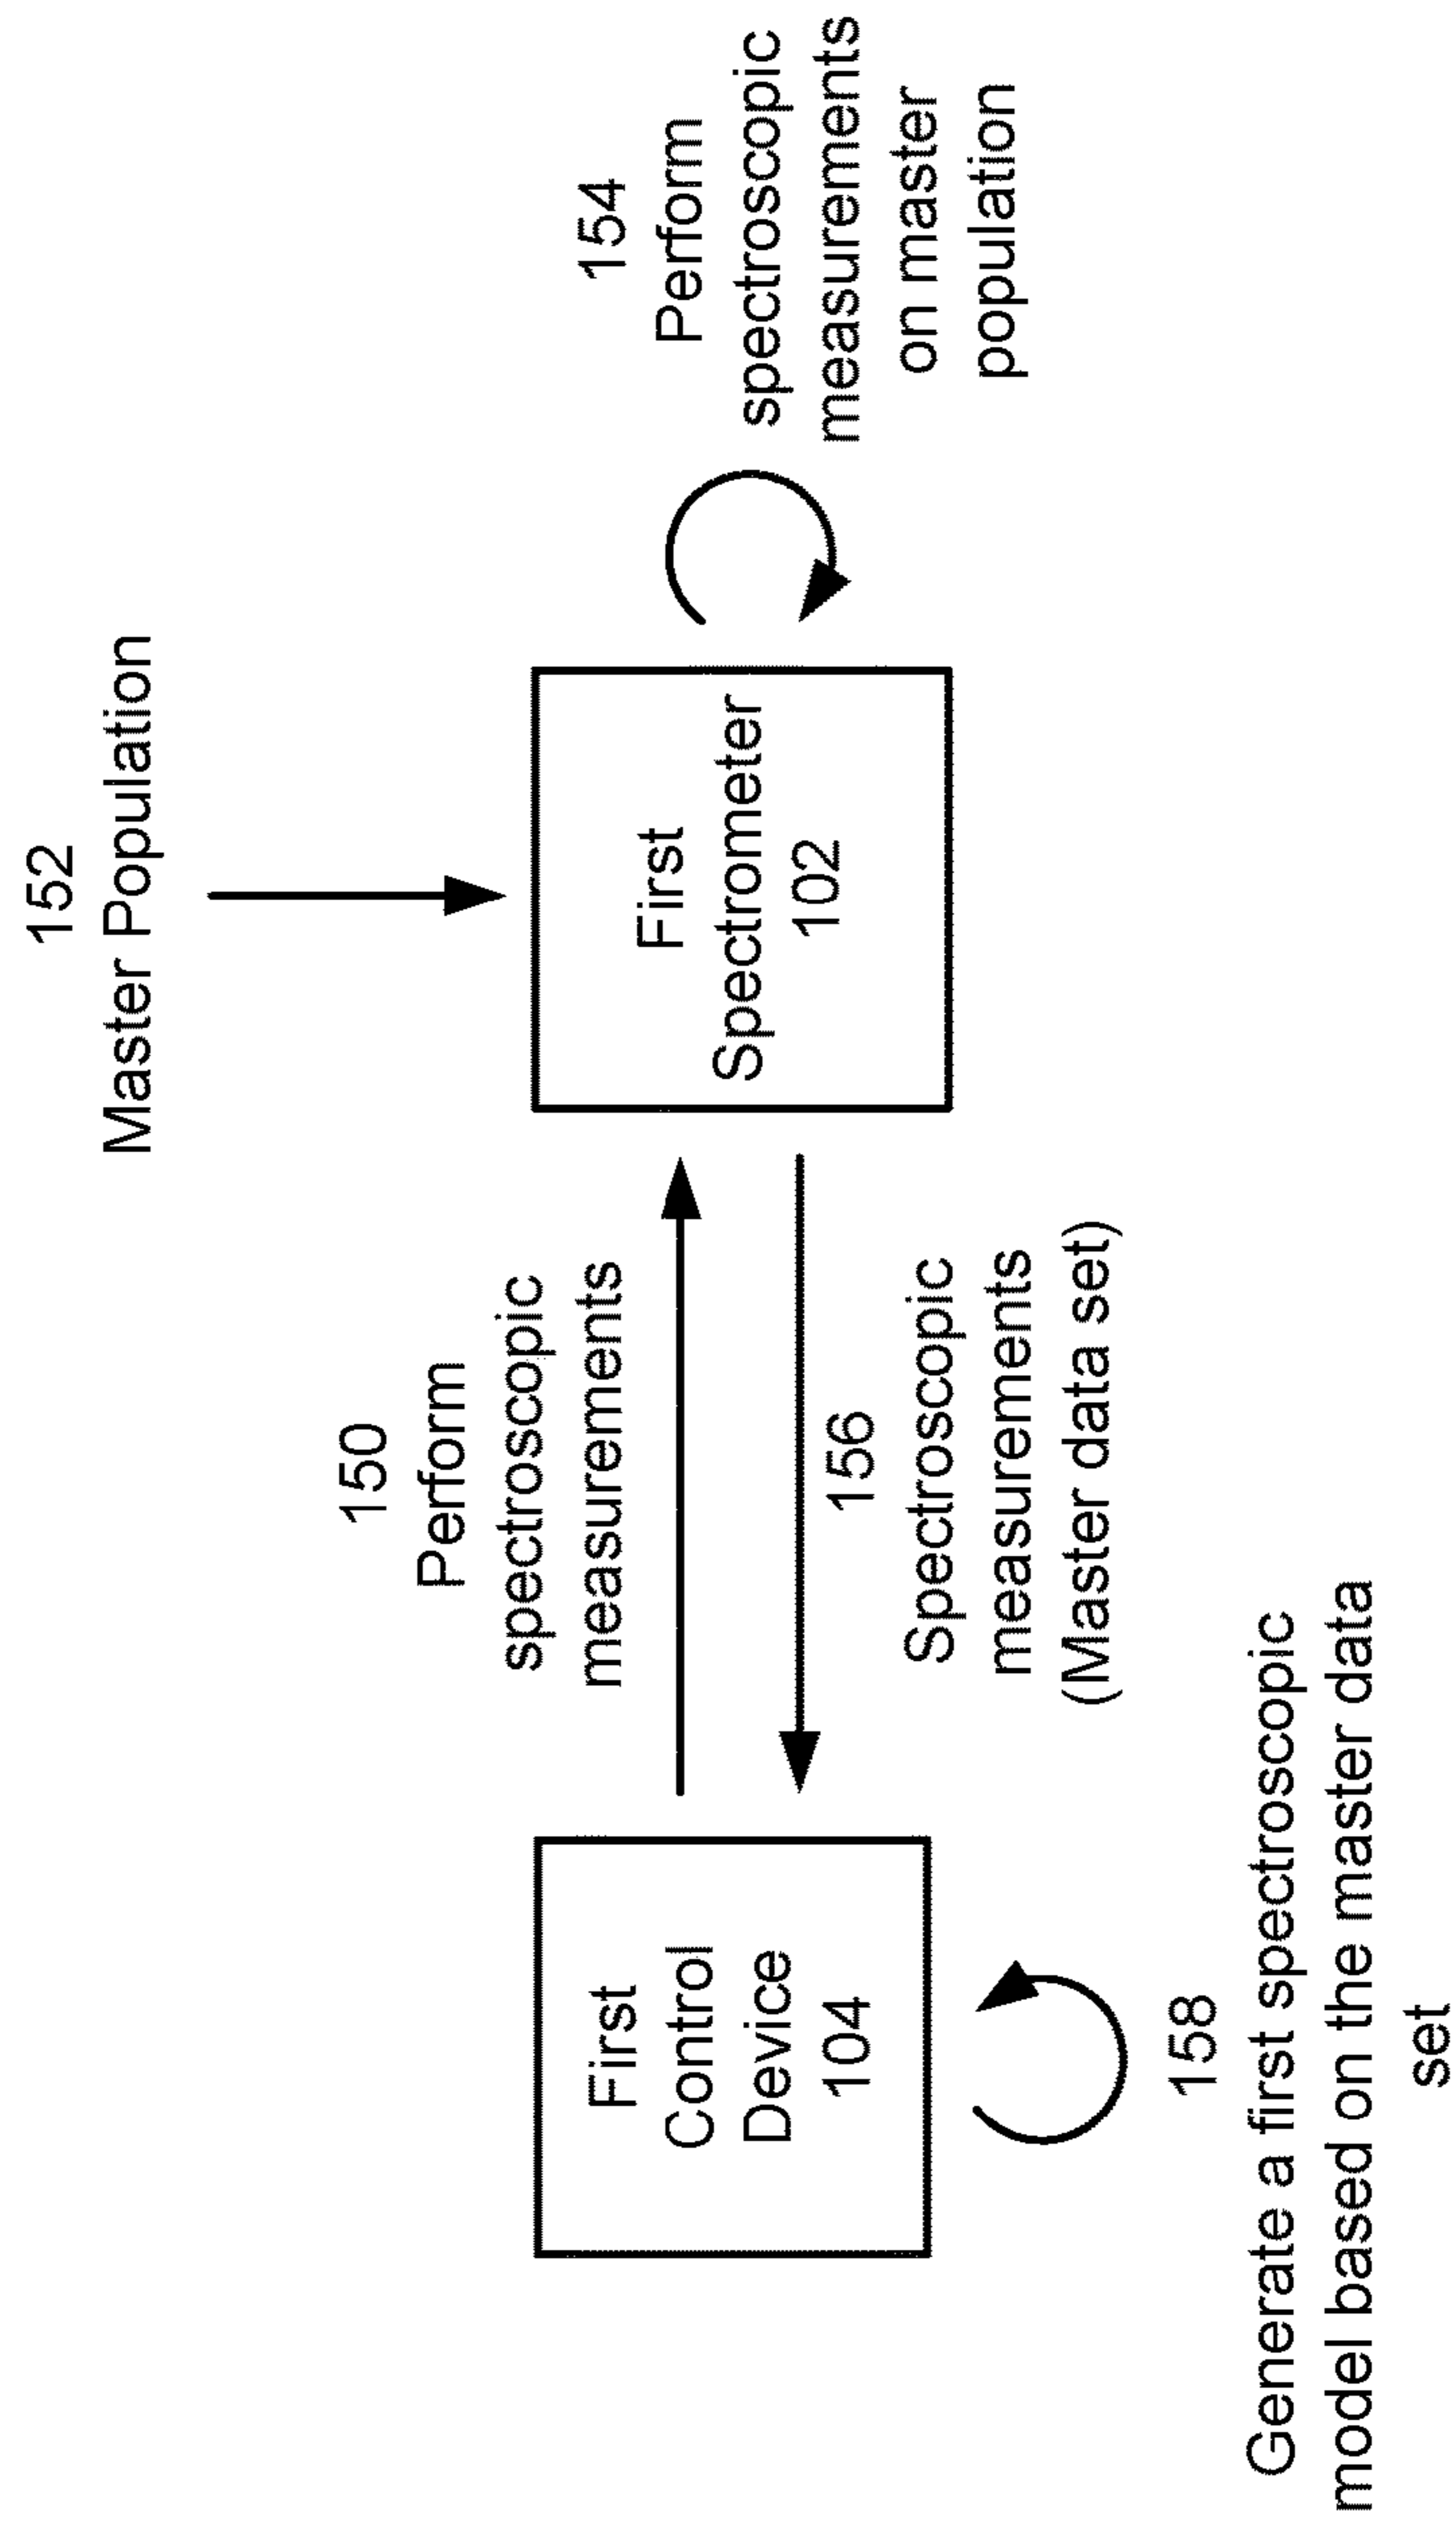 152
Master Population
150
Perform
spectroscopic
measurements
154
Perform
spectroscopic
measurements
on master
population
First
Control
Device
104
First
Spectrometer
102
156
Spectroscopic
measurements
(Master data set)
158
Generate a first spectroscopic
model based on the master data
set